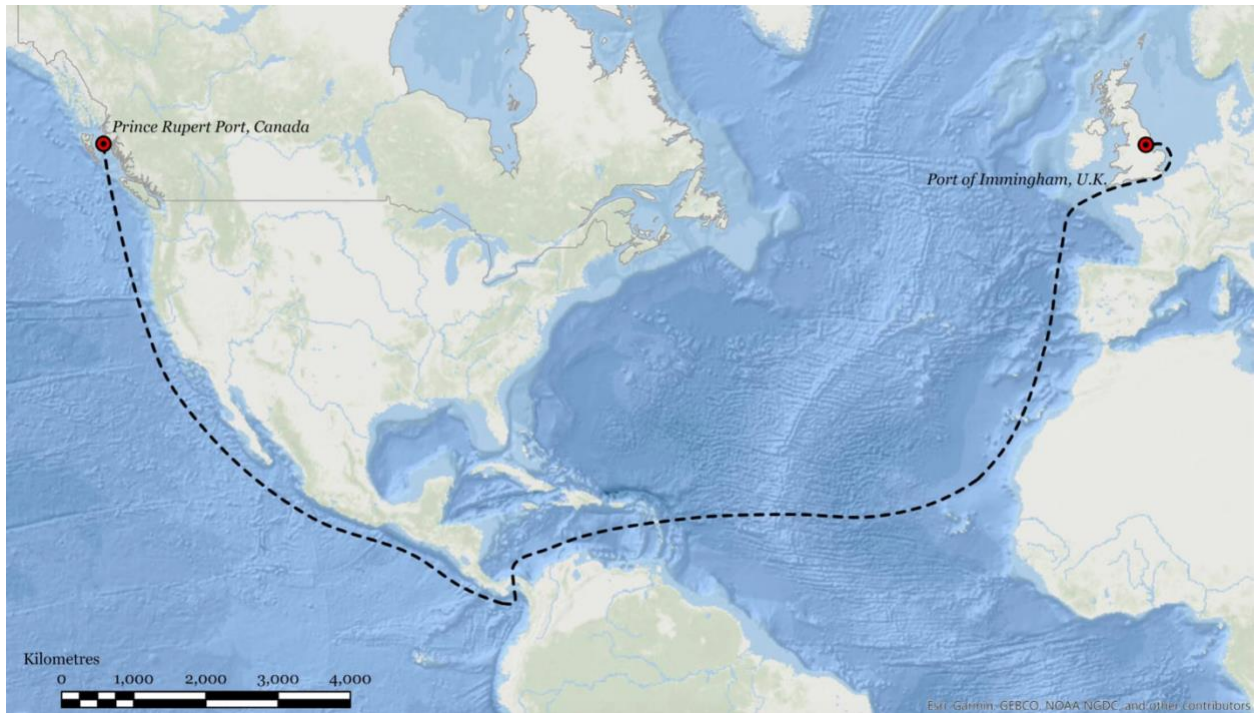 Prince Rupert Port, Canada
Port of Immingham, U.K.
Kilometres
0 1,000 2,000 3,000 4,000
Esri, Garmin, GEBCO, NOAA NGDC, and other contributors